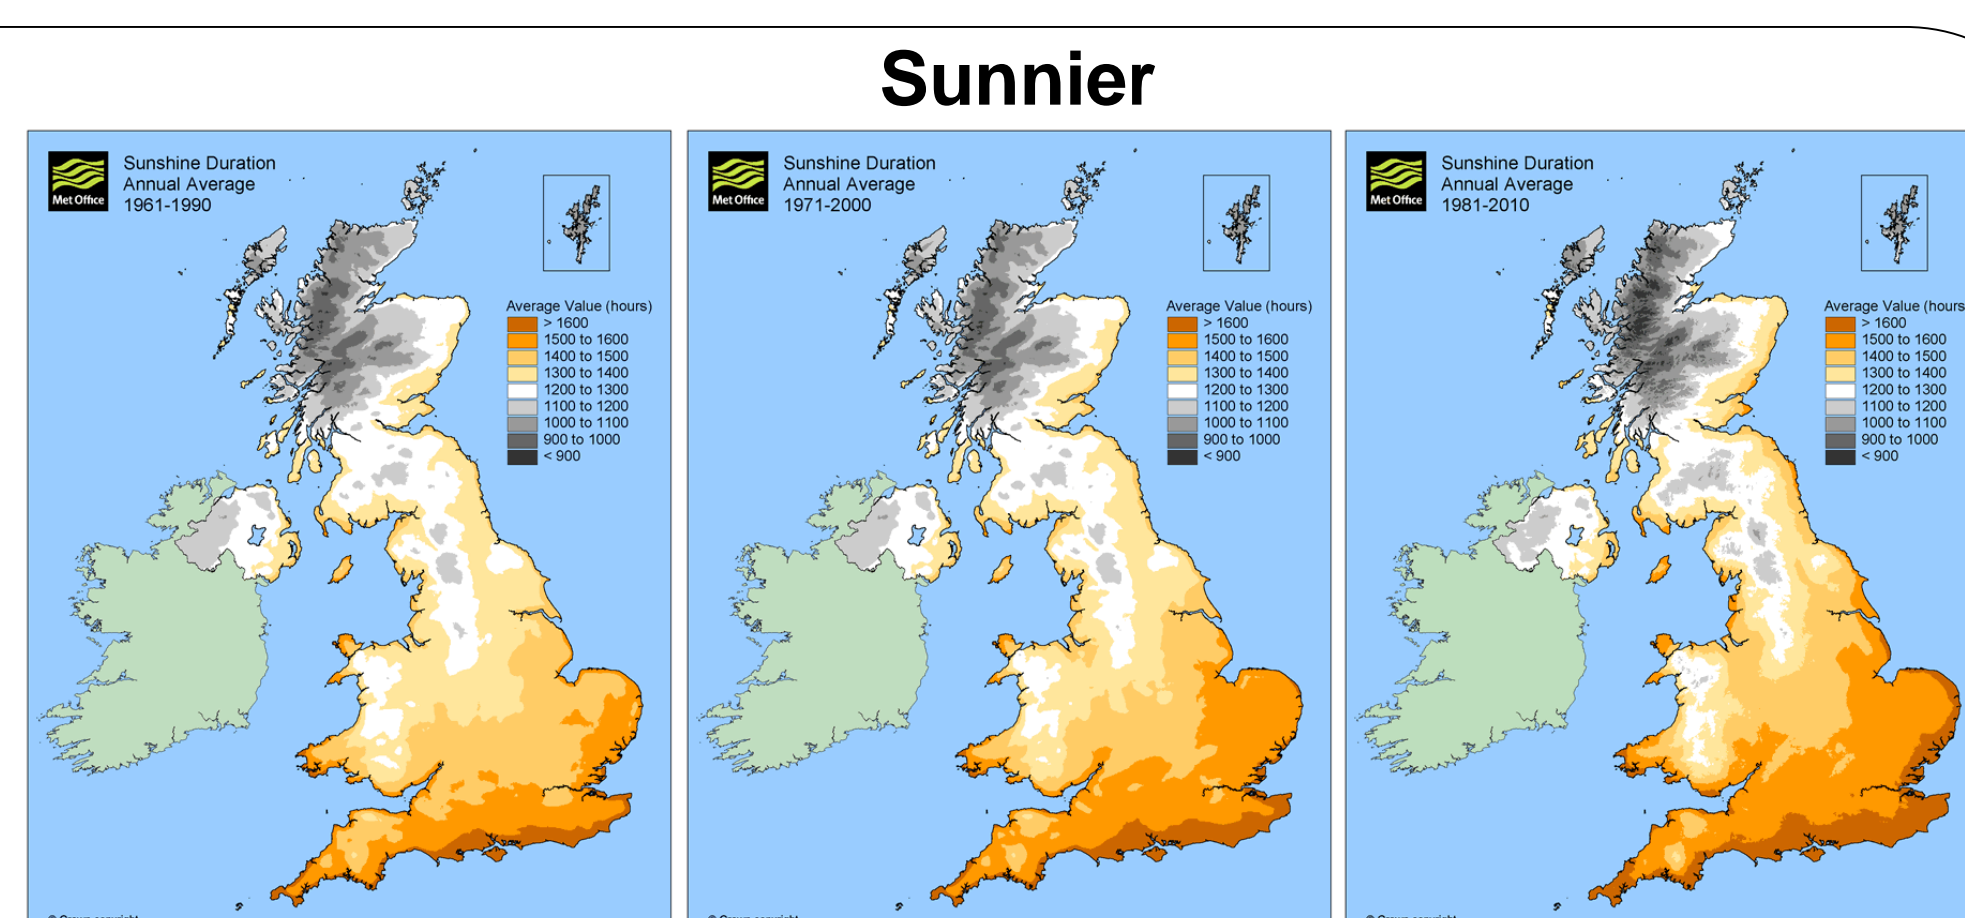 Sunnier
Met Office
Sunshine Duration
Annual Average
1961-1990
Average Value (hours)
> 1600
1500 to 1600
1400 to 1500
1300 to 1400
1200 to 1300
1100 to 1200
1000 to 1100
900 to 1000
< 900
Met Office
Sunshine Duration
Annual Average
1971-2000
Average Value (hours)
> 1600
1500 to 1600
1400 to 1500
1300 to 1400
1200 to 1300
1100 to 1200
1000 to 1100
900 to 1000
< 900
Met Office
Sunshine Duration
Annual Average
1981-2010
Average Value (hours
> 1600
1500 to 1600
1400 to 1500
1300 to 1400
1200 to 1300
1100 to 1200
1000 to 1100
900 to 1000
< 900